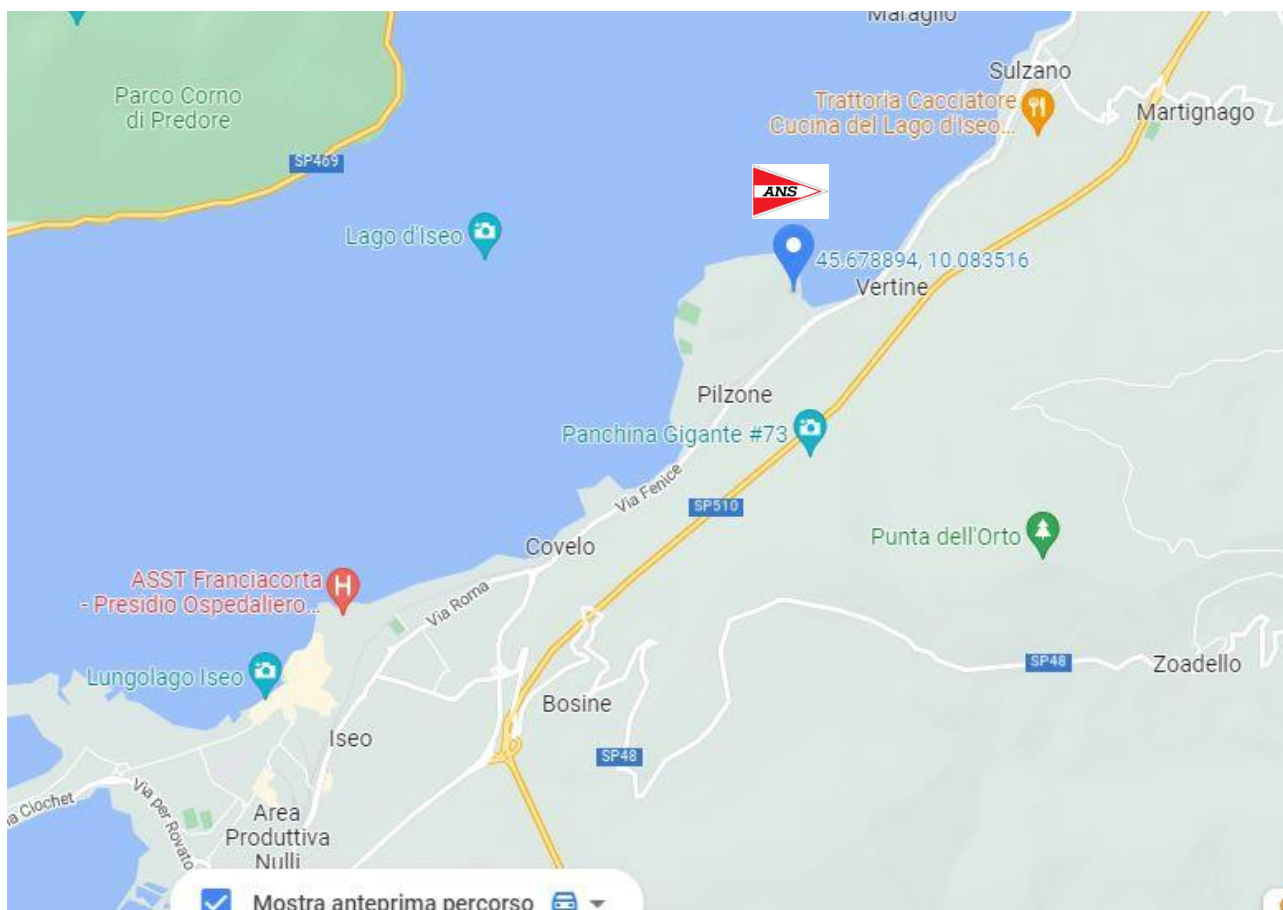 Maraglio
Sulzano
Parco Corno
di Predore
Trattoria Cacciatore
Cucina del Lago d'Iseo...
Martignago
SP469
ANS
Lago d'Iseo
45.678894, 10.083516
Vertine
Pilzone
Panchina Gigante #73
Via Fenice
SP510
Punta dell'Orto
Covelo
ASST Franciacorta
- Presidio Ospedaliero...
H
Via Roma
SP48
Zoadello
Lungolago Iseo
Bosine
Iseo
SP48
Clochet
Via per Rovato
Area
Produttiva
Nulli
Mostra anteprima percorso